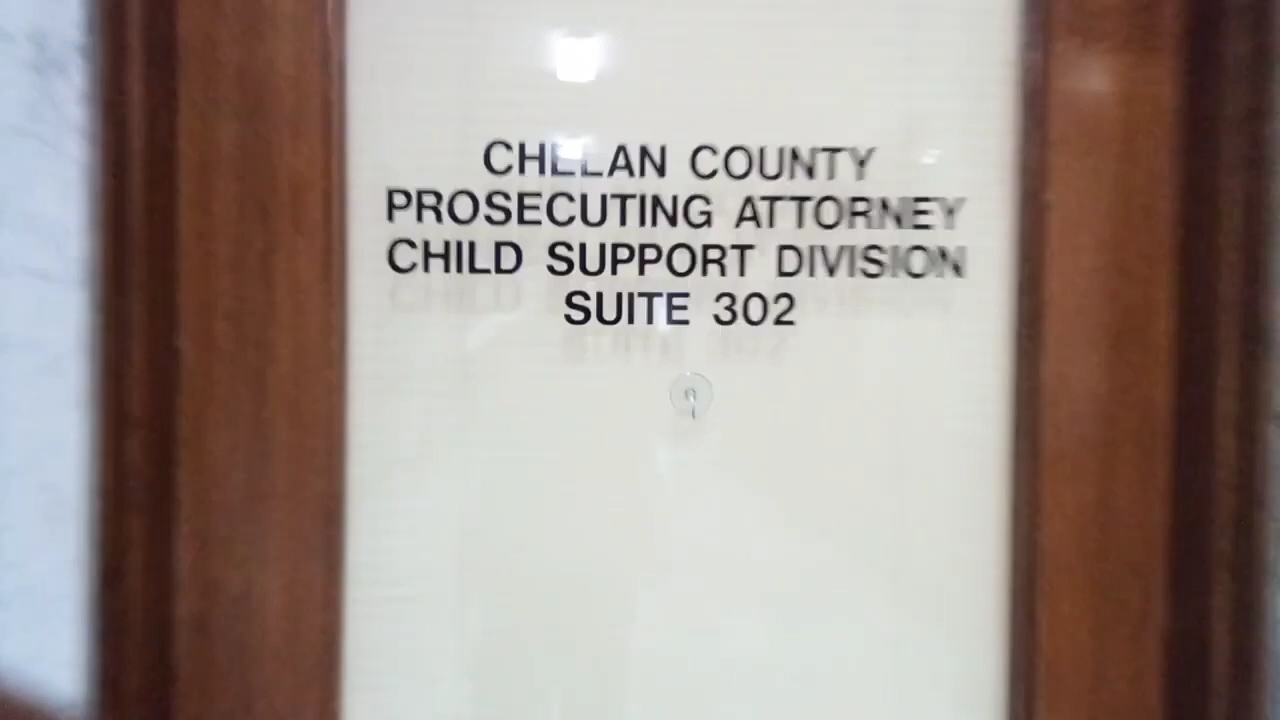 CHELAN COUNTY
PROSECUTING ATTORNEY
CHILD SUPPORT DIVISION
SUITE 302